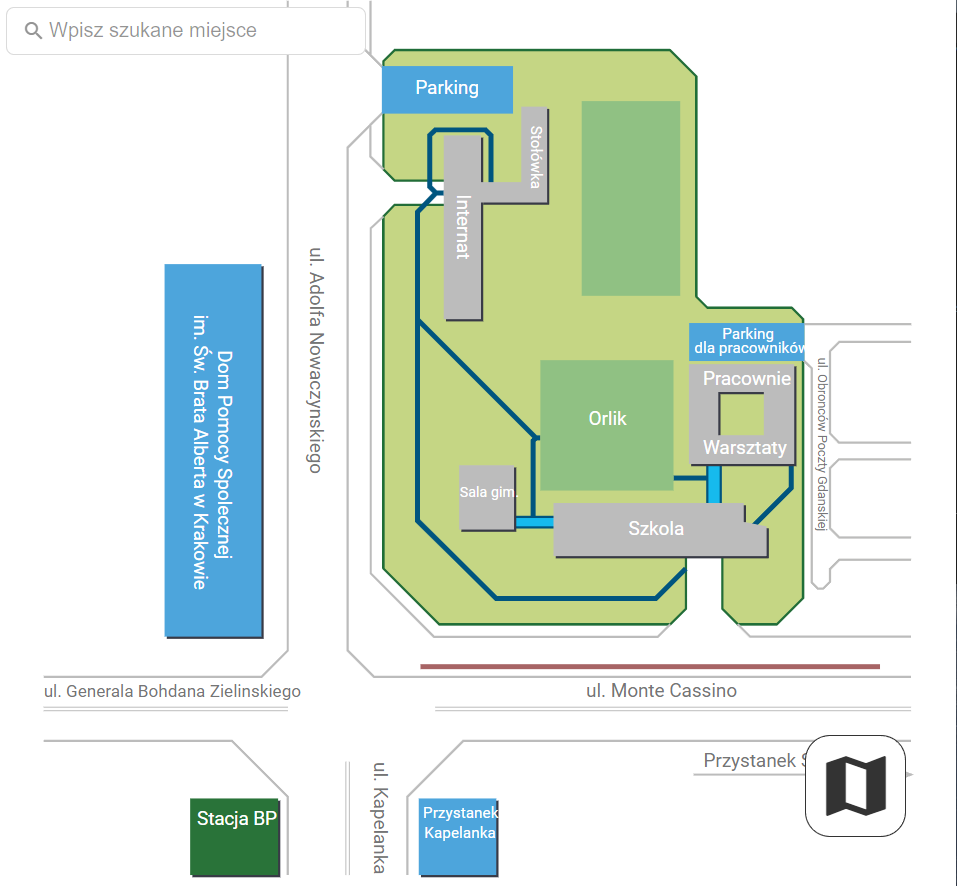 Wpisz szukane miejsce
Parking
Stołówka
Internat
ul. Adolfa Nowaczynskiego
Dom Pomocy Spolecznej
im. Św. Brata Alberta w Krakowie
Parking
dla pracowników
Pracownie
Warsztaty
ul. Obronców Poczty Gdanskiej
Orlik
Sala gim.
Szkola
ul. Generala Bohdana Zielinskiego
ul. Monte Cassino
Przystanek
ul. Kapelanka
Stacja BP
Przystanek
Kapelanka